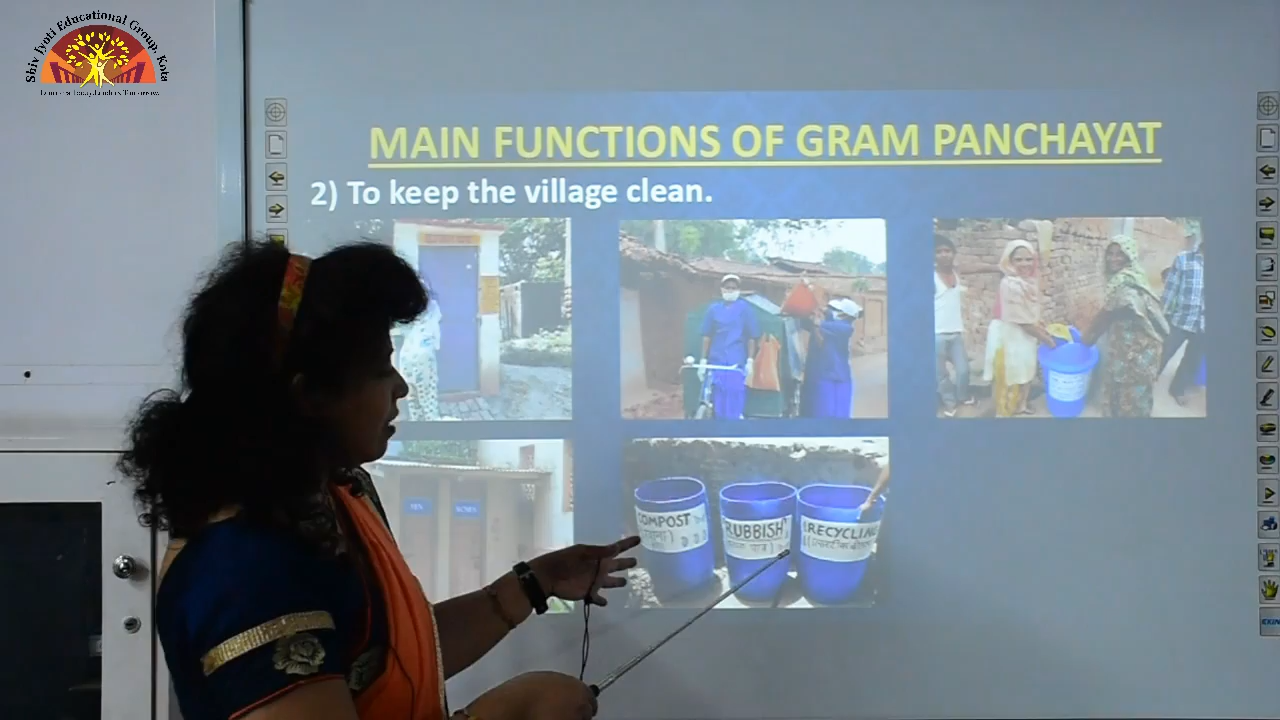 Shiv Jyoti Educational Group, Kota
MAIN FUNCTIONS OF GRAM PANCHAYAT
2) To keep the village clean.
COMPOST
RUBBISH
RECYCLING